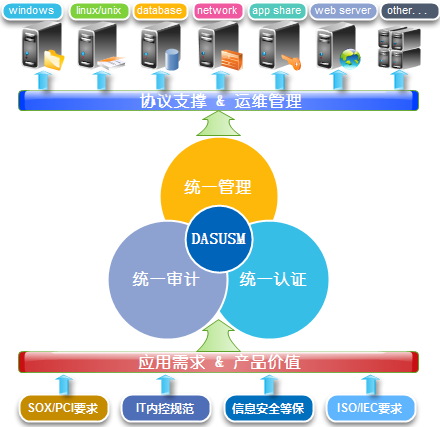 windows
linux/unix
database
network
app share
web server
other. . .
协议支撑 & 运维管理
统一管理
DASUSM
统一审计
统一认证
应用需求 & 产品价值
SOX/PCI要求
IT内控规范
信息安全等保
ISO/IEC要求